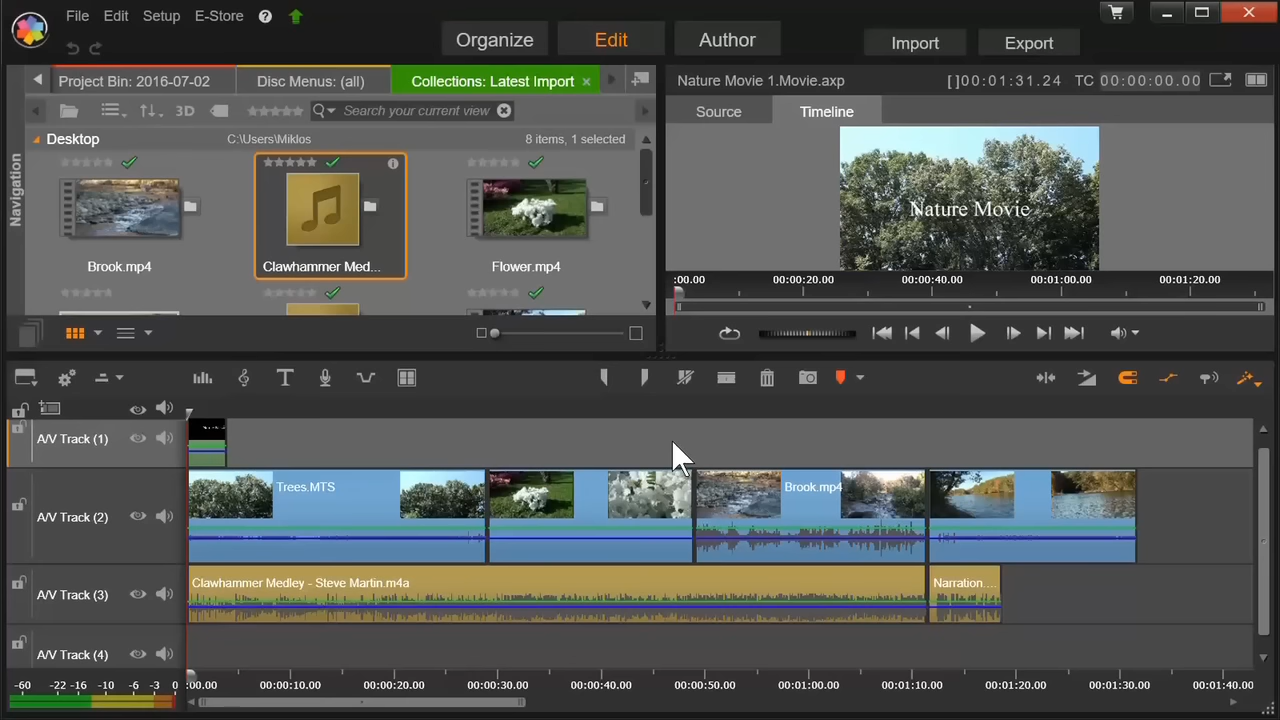 File Edit Setup E-Store ?
Organize Edit Author Import Export
Project Bin: 2016-07-02 Disc Menus: (all) Collections: Latest Import ×
3D Search your current view
Desktop C:\Users\Miklos 8 items, 1 selected
Navigation
Brook.mp4 Clawhammer Med... Flower.mp4
Nature Movie 1.Movie.axp []00:01:31.24 TC 00:00:00.00
Source Timeline
Nature Movie
:00.00 00:00:20.00 00:00:40.00 00:01:00.00 00:01:20.00
A/V Track (1)
A/V Track (2) Trees.MTS Brook.mp4
A/V Track (3) Clawhammer Medley - Steve Martin.m4a Narration....
A/V Track (4)
-60 -22 -16 -10 -6 -3 0 :00.00 00:00:10.00 00:00:20.00 00:00:30.00 00:00:40.00 00:00:50.00 00:01:00.00 00:01:10.00 00:01:20.00 00:01:30.00 00:01:40.00